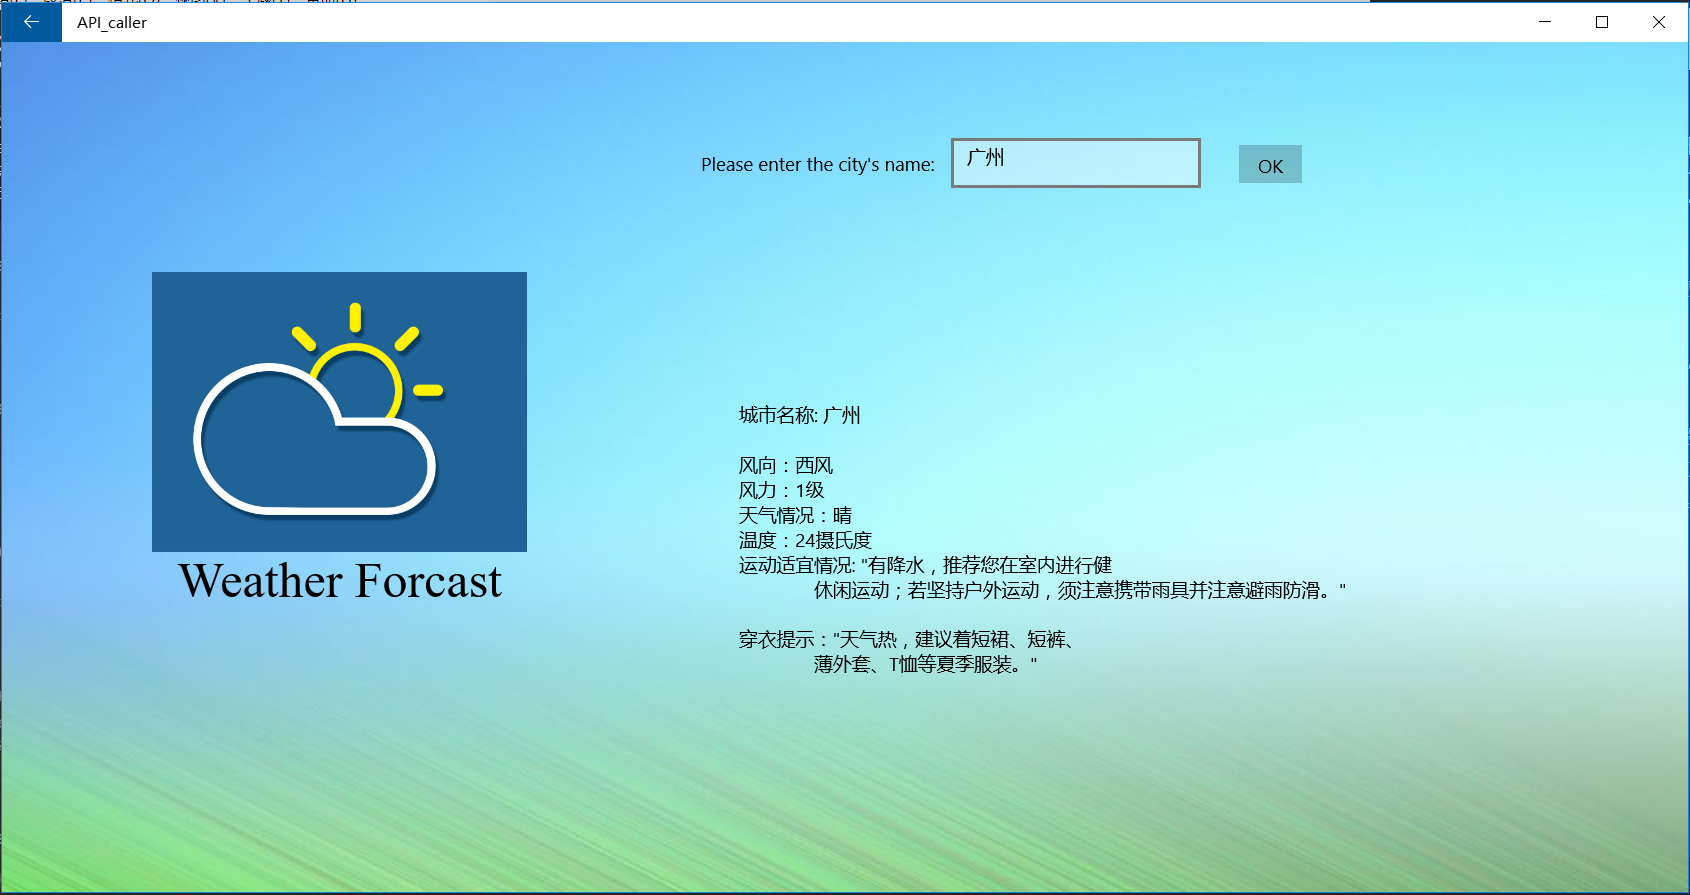 API_caller
Please enter the city's name:
广州
OK
Weather Forcast
城市名称: 广州
风向：西风
风力：1级
天气情况：晴
温度：24摄氏度
运动适宜情况: "有降水，推荐您在室内进行健
休闲运动；若坚持户外运动，须注意携带雨具并注意避雨防滑。"
穿衣提示："天气热，建议着短裙、短裤、
薄外套、T恤等夏季服装。"